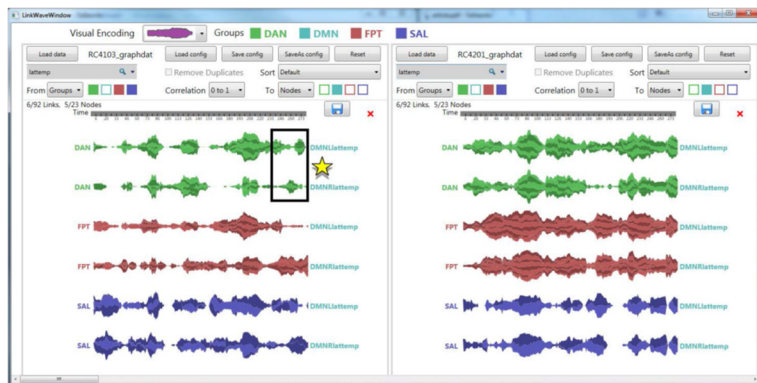 LinkWaveWindow
Visual Encoding Groups DAN DMN FPT SAL
Load data RC4103_graphdat Load config Save config SaveAs config Reset
lattemp Remove Duplicates Sort Default
From Groups Correlation 0 to 1 To Nodes
6/92 Links, 5/23 Nodes
Time
DAN DMNLlattemp
DAN DMNRlattemp
FPT DMNLlattemp
FPT DMNRlattemp
SAL DMNLlattemp
SAL DMNRlattemp
Load data RC4201_graphdat Load config Save config SaveAs config Reset
lattemp Remove Duplicates Sort Default
From Groups Correlation 0 to 1 To Nodes
6/92 Links, 5/23 Nodes
Time
DAN DMNLlattemp
DAN DMNRlattemp
FPT DMNLlattemp
FPT DMNRlattemp
SAL DMNLlattemp
SAL DMNRlattemp